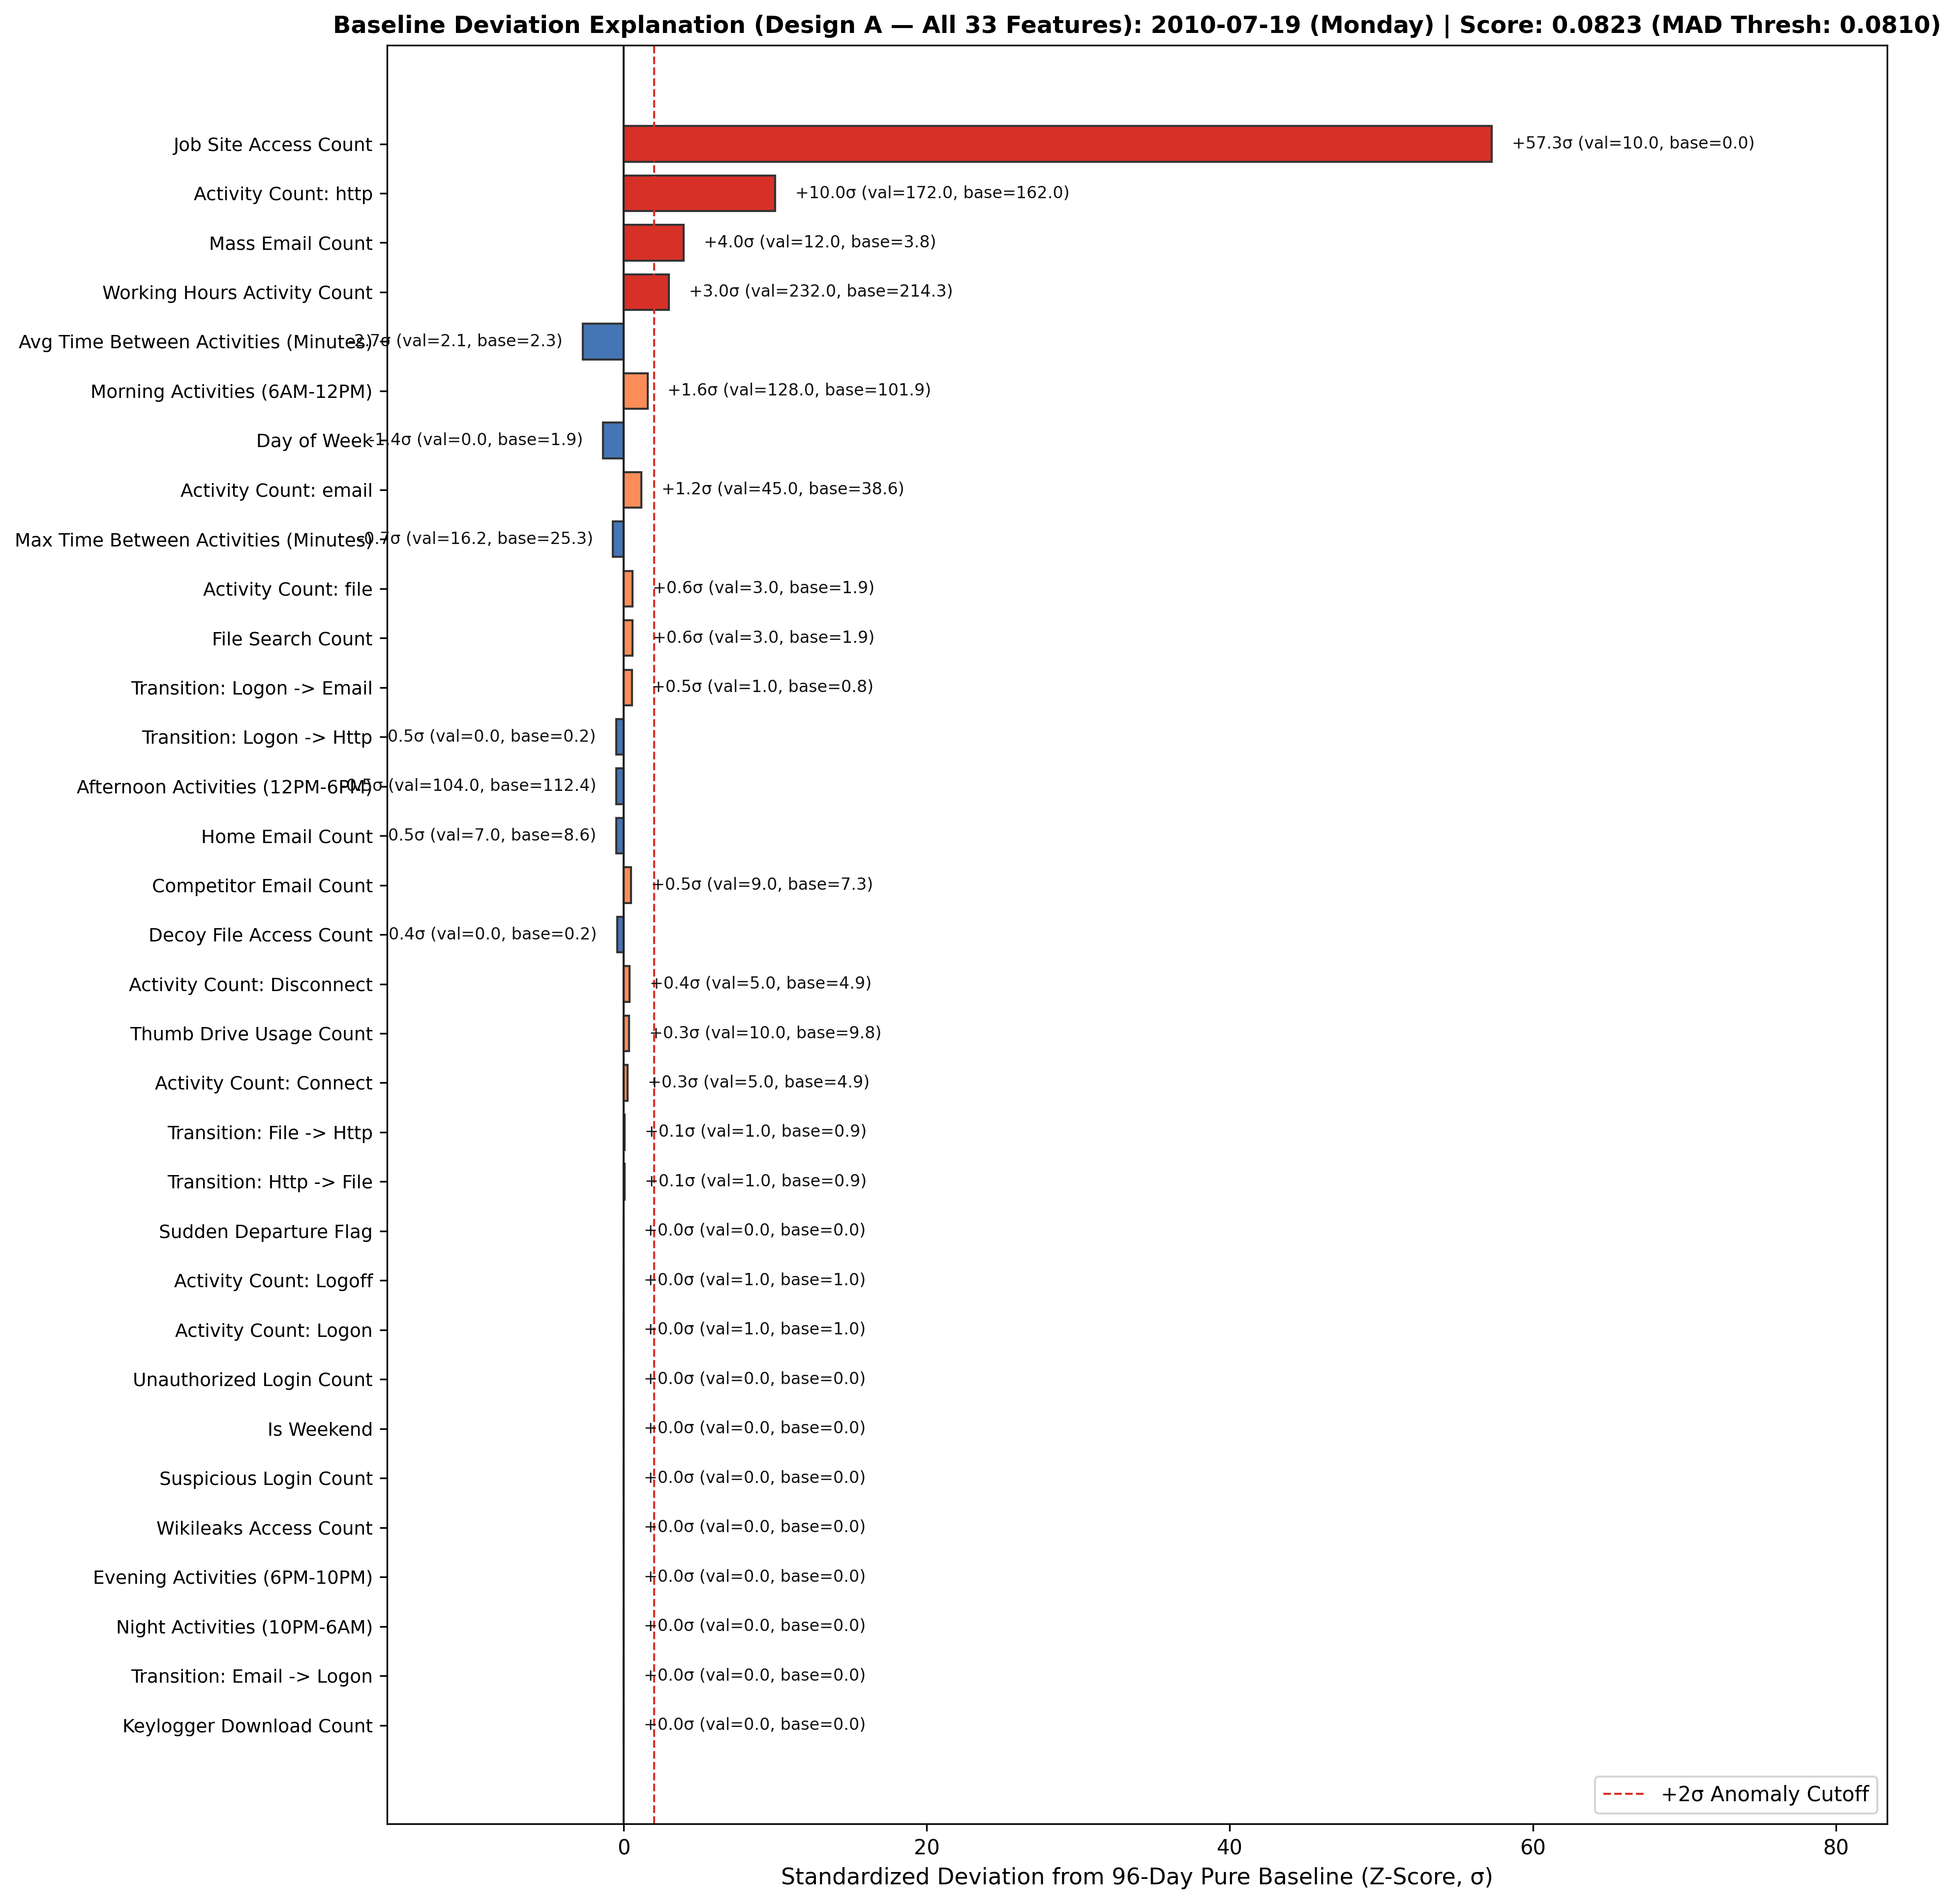 Baseline Deviation Explanation (Design A — All 33 Features): 2010-07-19 (Monday) | Score: 0.0823 (MAD Thresh: 0.0810)
Job Site Access Count +57.3σ (val=10.0, base=0.0)
Activity Count: http +10.0σ (val=172.0, base=162.0)
Mass Email Count +4.0σ (val=12.0, base=3.8)
Working Hours Activity Count +3.0σ (val=232.0, base=214.3)
Avg Time Between Activities (Minutes) -2.7σ (val=2.1, base=2.3)
Morning Activities (6AM-12PM) +1.6σ (val=128.0, base=101.9)
Day of Week -1.4σ (val=0.0, base=1.9)
Activity Count: email +1.2σ (val=45.0, base=38.6)
Max Time Between Activities (Minutes) -0.7σ (val=16.2, base=25.3)
Activity Count: file +0.6σ (val=3.0, base=1.9)
File Search Count +0.6σ (val=3.0, base=1.9)
Transition: Logon -> Email +0.5σ (val=1.0, base=0.8)
Transition: Logon -> Http -0.5σ (val=0.0, base=0.2)
Afternoon Activities (12PM-6PM) -0.5σ (val=104.0, base=112.4)
Home Email Count -0.5σ (val=7.0, base=8.6)
Competitor Email Count +0.5σ (val=9.0, base=7.3)
Decoy File Access Count -0.4σ (val=0.0, base=0.2)
Activity Count: Disconnect +0.4σ (val=5.0, base=4.9)
Thumb Drive Usage Count +0.3σ (val=10.0, base=9.8)
Activity Count: Connect +0.3σ (val=5.0, base=4.9)
Transition: File -> Http +0.1σ (val=1.0, base=0.9)
Transition: Http -> File +0.1σ (val=1.0, base=0.9)
Sudden Departure Flag +0.0σ (val=0.0, base=0.0)
Activity Count: Logoff +0.0σ (val=1.0, base=1.0)
Activity Count: Logon +0.0σ (val=1.0, base=1.0)
Unauthorized Login Count +0.0σ (val=0.0, base=0.0)
Is Weekend +0.0σ (val=0.0, base=0.0)
Suspicious Login Count +0.0σ (val=0.0, base=0.0)
Wikileaks Access Count +0.0σ (val=0.0, base=0.0)
Evening Activities (6PM-10PM) +0.0σ (val=0.0, base=0.0)
Night Activities (10PM-6AM) +0.0σ (val=0.0, base=0.0)
Transition: Email -> Logon +0.0σ (val=0.0, base=0.0)
Keylogger Download Count +0.0σ (val=0.0, base=0.0)
+2σ Anomaly Cutoff
0 20 40 60 80
Standardized Deviation from 96-Day Pure Baseline (Z-Score, σ)